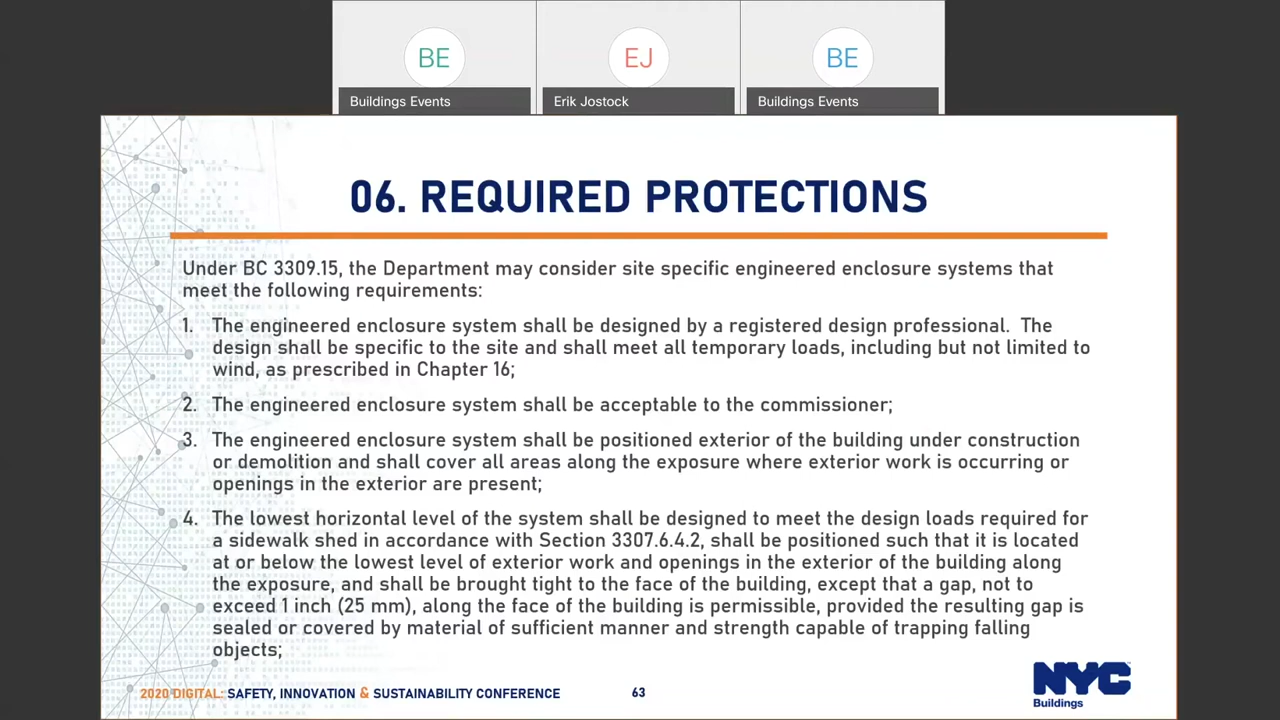 BE
EJ
BE
Buildings Events
Erik Jostock
Buildings Events
06. REQUIRED PROTECTIONS
Under BC 3309.15, the Department may consider site specific engineered enclosure systems that
meet the following requirements:
1. The engineered enclosure system shall be designed by a registered design professional. The
design shall be specific to the site and shall meet all temporary loads, including but not limited to
wind, as prescribed in Chapter 16;
2. The engineered enclosure system shall be acceptable to the commissioner;
3. The engineered enclosure system shall be positioned exterior of the building under construction
or demolition and shall cover all areas along the exposure where exterior work is occurring or
openings in the exterior are present;
4. The lowest horizontal level of the system shall be designed to meet the design loads required for
a sidewalk shed in accordance with Section 3307.6.4.2, shall be positioned such that it is located
at or below the lowest level of exterior work and openings in the exterior of the building along
the exposure, and shall be brought tight to the face of the building, except that a gap, not to
exceed 1 inch (25 mm), along the face of the building is permissible, provided the resulting gap is
sealed or covered by material of sufficient manner and strength capable of trapping falling
objects;
2020 DIGITAL: SAFETY, INNOVATION & SUSTAINABILITY CONFERENCE
63
NYC
Buildings